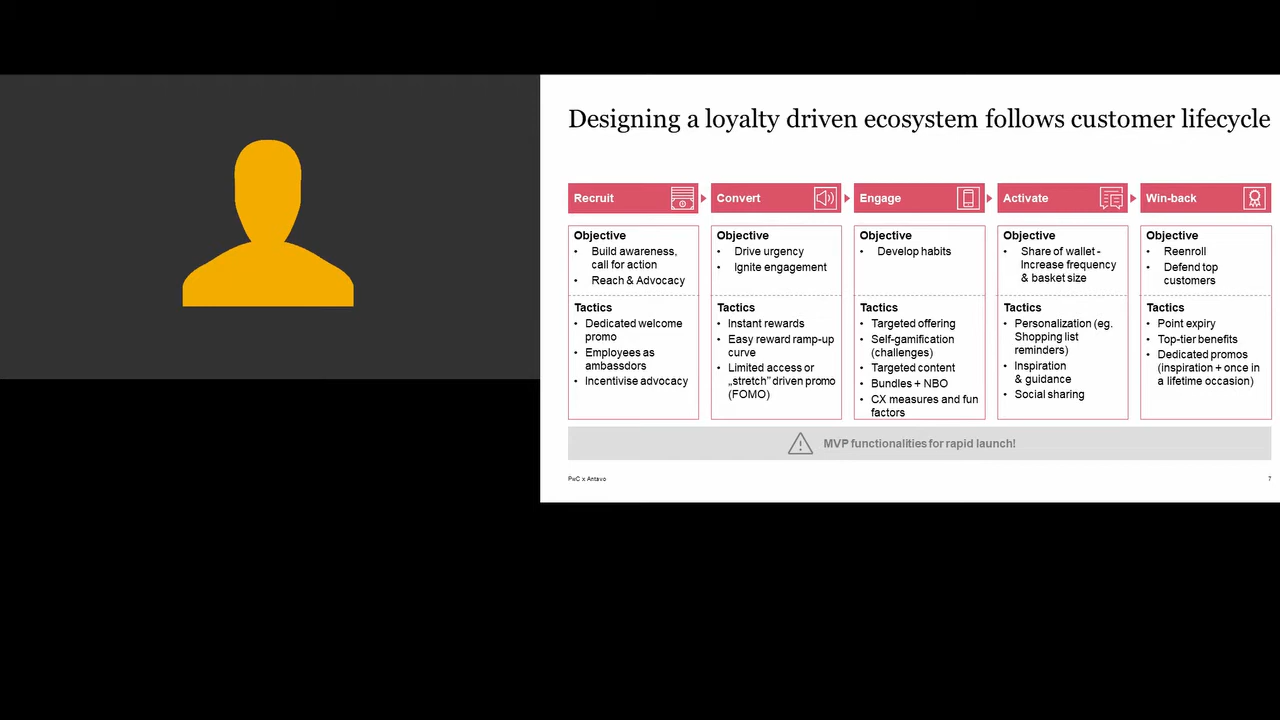 Designing a loyalty driven ecosystem follows customer lifecycle
Recruit
Objective
• Build awareness,
call for action
• Reach & Advocacy
Tactics
• Dedicated welcome
promo
• Employees as
ambassdors
• Incentivise advocacy
Convert
Objective
• Drive urgency
• Ignite engagement
Tactics
• Instant rewards
• Easy reward ramp-up
curve
• Limited access or
„stretch” driven promo
(FOMO)
Engage
Objective
• Develop habits
Tactics
• Targeted offering
• Self-gamification
(challenges)
• Targeted content
• Bundles + NBO
• CX measures and fun
factors
Activate
Objective
• Share of wallet -
Increase frequency
& basket size
Tactics
• Personalization (eg.
Shopping list
reminders)
• Inspiration
& guidance
• Social sharing
Win-back
Objective
• Reenroll
• Defend top
customers
Tactics
• Point expiry
• Top-tier benefits
• Dedicated promos
(inspiration + once in
a lifetime occasion)
MVP functionalities for rapid launch!
PwC x Antavo
7